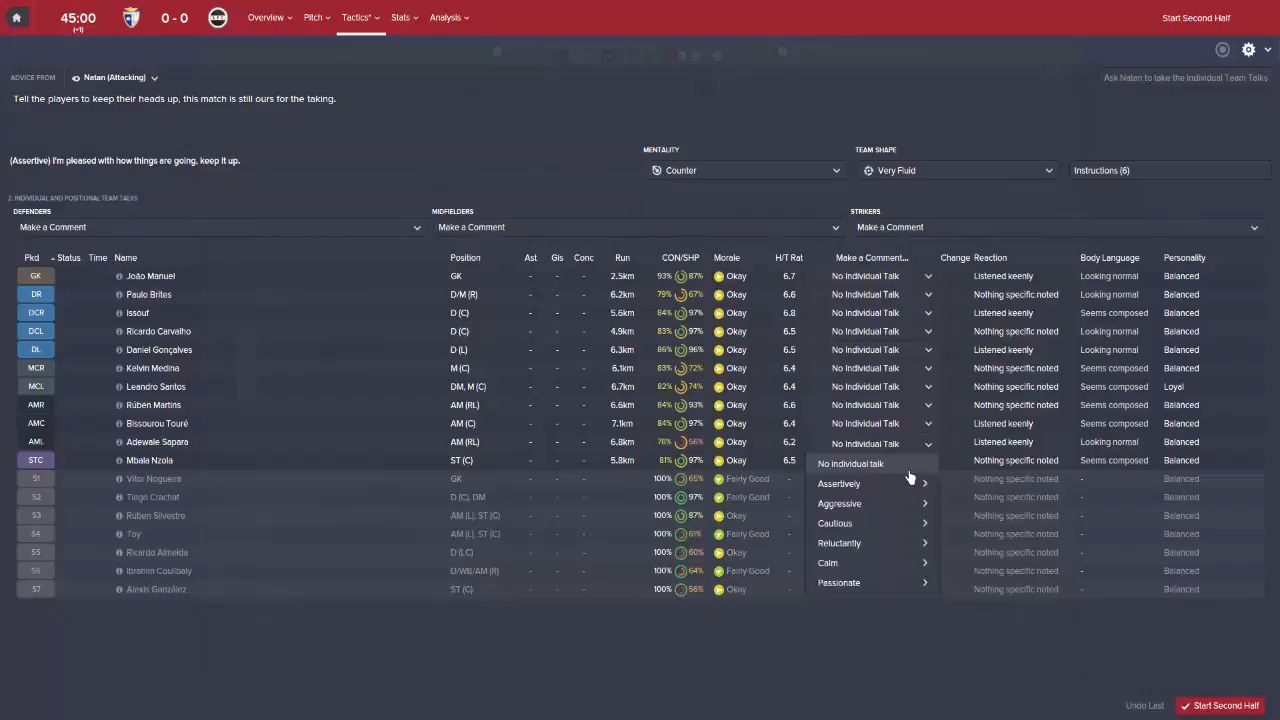 45:00 0 - 0 S.F.C. Overview Pitch Tactics* Stats Analysis Start Second Half
(+1)
ADVICE FROM Natan (Attacking) Ask Natan to take the Individual Team Talks
Tell the players to keep their heads up, this match is still ours for the taking.
MENTALITY TEAM SHAPE
(Assertive) I'm pleased with how things are going, keep it up.
Counter Very Fluid Instructions (6)
2. INDIVIDUAL AND POSITIONAL TEAM TALKS
DEFENDERS MIDFIELDERS STRIKERS
Make a Comment Make a Comment Make a Comment
Pkd Status Time Name Position Ast Gls Conc Run CON/SHP Morale H/T Rat Make a Comment... Change Reaction Body Language Personality
GK João Manuel GK - - - 2.5km 93% 87% Okay 6.7 No Individual Talk Listened keenly Looking normal Balanced
DR Paulo Brites D/M (R) - - - 6.2km 79% 67% Okay 6.6 No Individual Talk Nothing specific noted Looking normal Balanced
DCR Issouf D (C) - - - 5.6km 84% 97% Okay 6.8 No Individual Talk Listened keenly Seems composed Balanced
DCL Ricardo Carvalho D (C) - - - 4.9km 83% 97% Okay 6.5 No Individual Talk Nothing specific noted Looking normal Balanced
DL Daniel Gonçalves D (L) - - - 6.3km 86% 96% Okay 6.5 No Individual Talk Listened keenly Looking normal Balanced
MCR Kelvin Medina M (C) - - - 6.1km 83% 72% Okay 6.4 No Individual Talk Nothing specific noted Seems composed Balanced
MCL Leandro Santos DM, M (C) - - - 6.7km 82% 74% Okay 6.4 No Individual Talk Nothing specific noted Seems composed Loyal
AMR Rúben Martins AM (RL) - - - 6.6km 84% 93% Okay 6.6 No Individual Talk Nothing specific noted Seems composed Balanced
AMC Bissourou Touré AM (C) - - - 7.1km 84% 97% Okay 6.4 No Individual Talk Listened keenly Seems composed Balanced
AML Adewale Sapara AM (RL) - - - 6.8km 78% 56% Okay 6.2 No Individual Talk Listened keenly Looking normal Balanced
STC Mbala Nzola ST (C) - - - 5.8km 81% 97% Okay 6.5 No individual talk Nothing specific noted Seems composed Balanced
S1 Vítor Nogueira GK - - - 100% 65% Fairly Good - Assertively Nothing specific noted - Balanced
S2 Tiago Crachat D (C), DM - - - 100% 97% Fairly Good - Aggressive Nothing specific noted - Balanced
S3 Rúben Silvestre AM (L), ST (C) - - - 100% 87% Okay - Cautious Nothing specific noted - Balanced
S4 Toy AM (L), ST (C) - - - 100% 61% Fairly Good - Reluctantly Nothing specific noted - Balanced
S5 Ricardo Almeida D (LC) - - - 100% 60% Okay - Calm Nothing specific noted - Balanced
S6 Ibrahim Coulibaly D/WB/AM (R) - - - 100% 64% Fairly Good - Passionate Nothing specific noted - Balanced
S7 Alexis González ST (C) - - - 100% 56% Okay - Nothing specific noted - Balanced
Undo Last Start Second Half